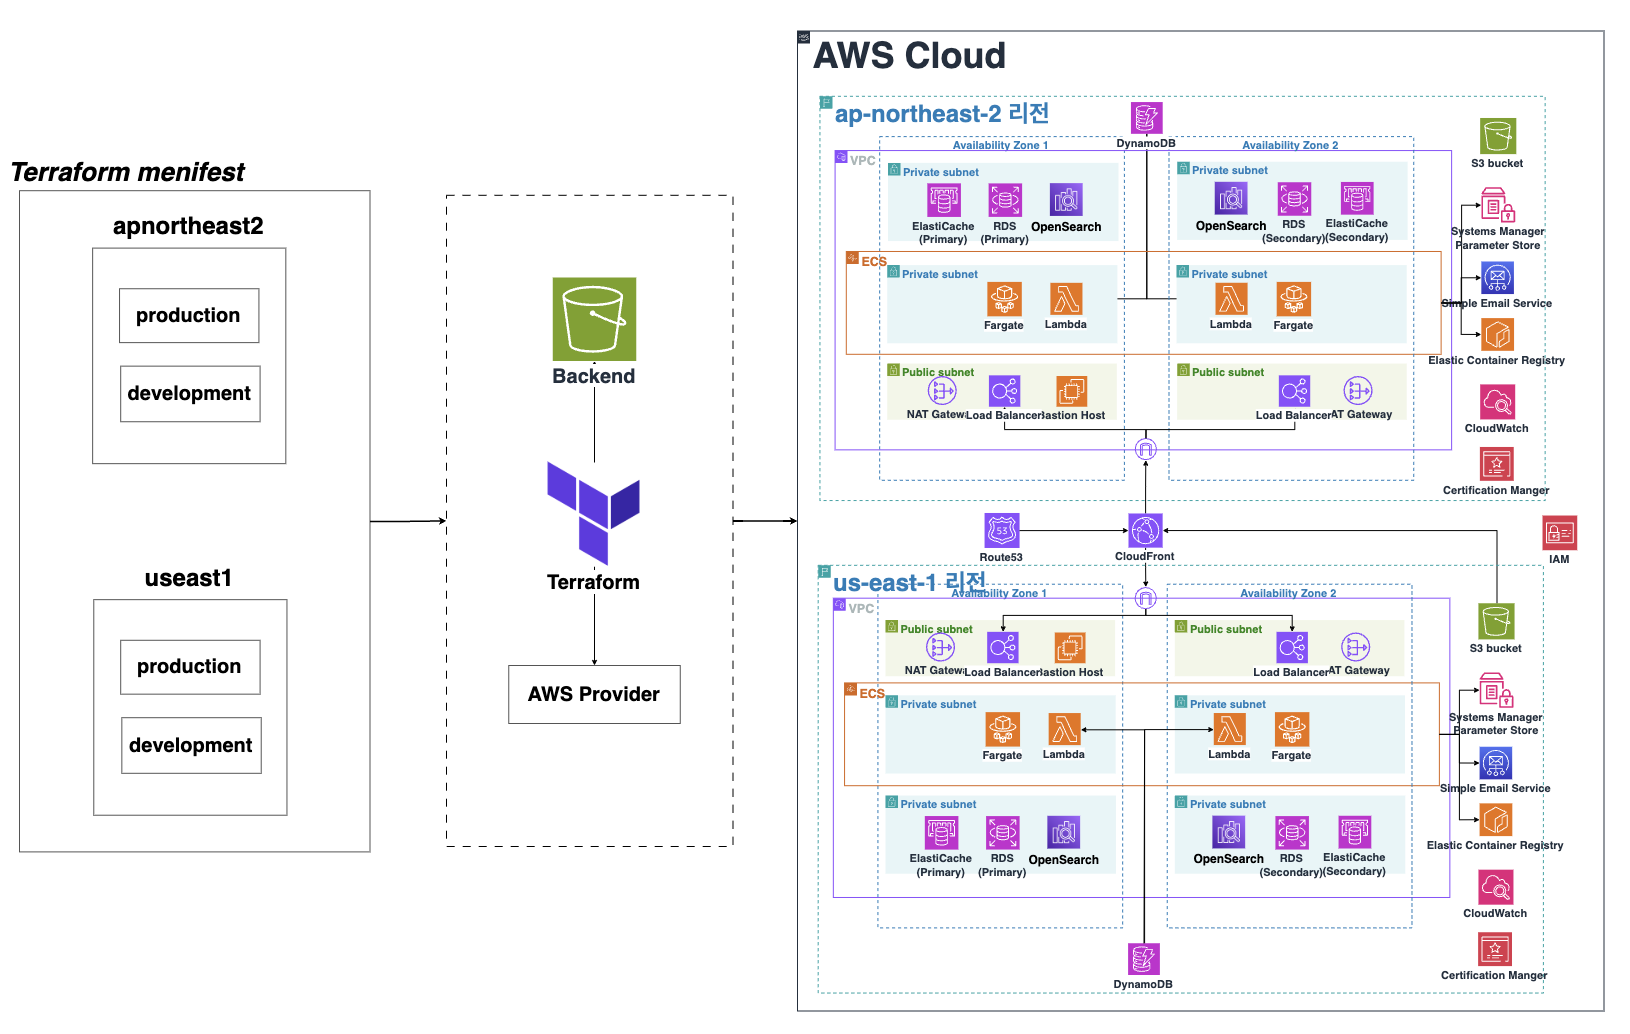 Terraform menifest
apnortheast2
production
development
useast1
production
development
Backend
Terraform
AWS Provider
AWS Cloud
ap-northeast-2 리전
DynamoDB
Availability Zone 1
Availability Zone 2
VPC
Private subnet
ElastiCache
(Primary)
RDS
(Primary)
OpenSearch
Private subnet
OpenSearch
RDS
(Secondary)
ElastiCache
(Secondary)
ECS
Private subnet
Fargate
Lambda
Private subnet
Lambda
Fargate
Public subnet
NAT Gatew
Load Balancer
astion Host
Public subnet
Load Balancer
AT Gateway
S3 bucket
Systems Manager
Parameter Store
Simple Email Service
Elastic Container Registry
CloudWatch
Certification Manger
53
Route53
CloudFront
IAM
us-east-1 리전
Availability Zone 1
Availability Zone 2
VPC
Public subnet
NAT Gatew
Load Balancer
astion Host
Public subnet
Load Balancer
AT Gateway
ECS
Private subnet
Fargate
Lambda
Private subnet
Lambda
Fargate
Private subnet
ElastiCache
(Primary)
RDS
(Primary)
OpenSearch
Private subnet
OpenSearch
RDS
(Secondary)
ElastiCache
(Secondary)
DynamoDB
S3 bucket
Systems Manager
Parameter Store
Simple Email Service
Elastic Container Registry
CloudWatch
Certification Manger